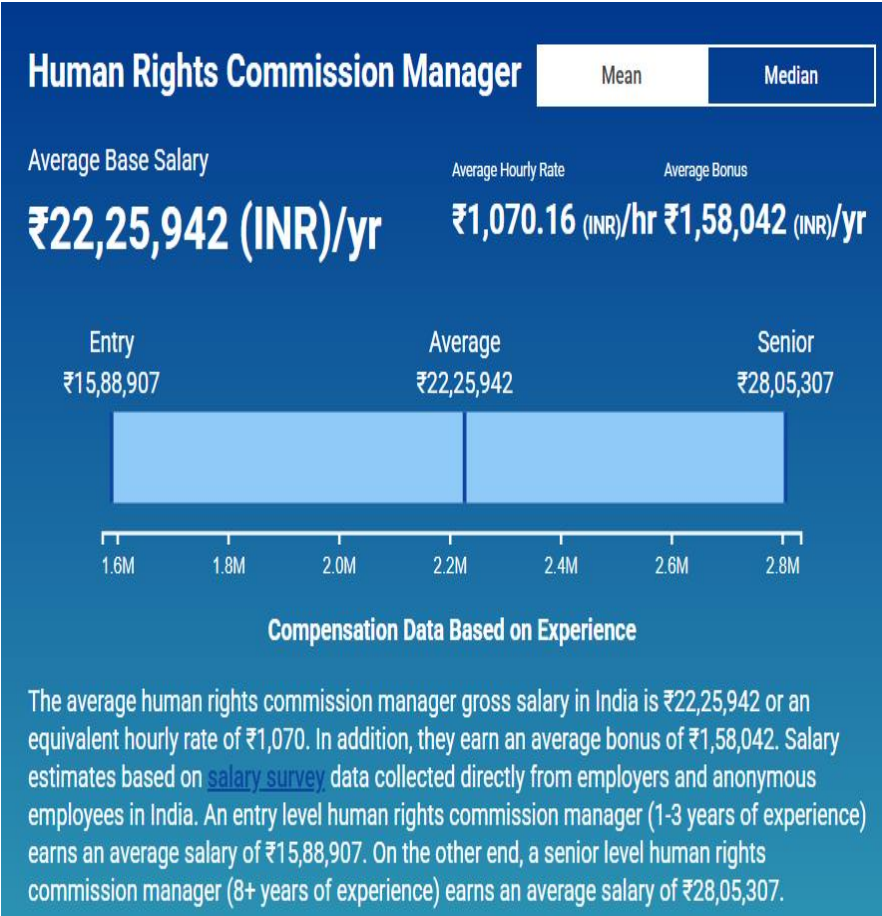 Human Rights Commission Manager
Mean
Median
Average Base Salary
Average Hourly Rate
Average Bonus
₹22,25,942 (INR)/yr
₹1,070.16 (INR)/hr
₹1,58,042 (INR)/yr
Entry
Average
Senior
₹15,88,907
₹22,25,942
₹28,05,307
1.6M
1.8M
2.0M
2.2M
2.4M
2.6M
2.8M
Compensation Data Based on Experience
The average human rights commission manager gross salary in India is ₹22,25,942 or an
equivalent hourly rate of ₹1,070. In addition, they earn an average bonus of ₹1,58,042. Salary
estimates based on salary survey data collected directly from employers and anonymous
employees in India. An entry level human rights commission manager (1-3 years of experience)
earns an average salary of ₹15,88,907. On the other end, a senior level human rights
commission manager (8+ years of experience) earns an average salary of ₹28,05,307.